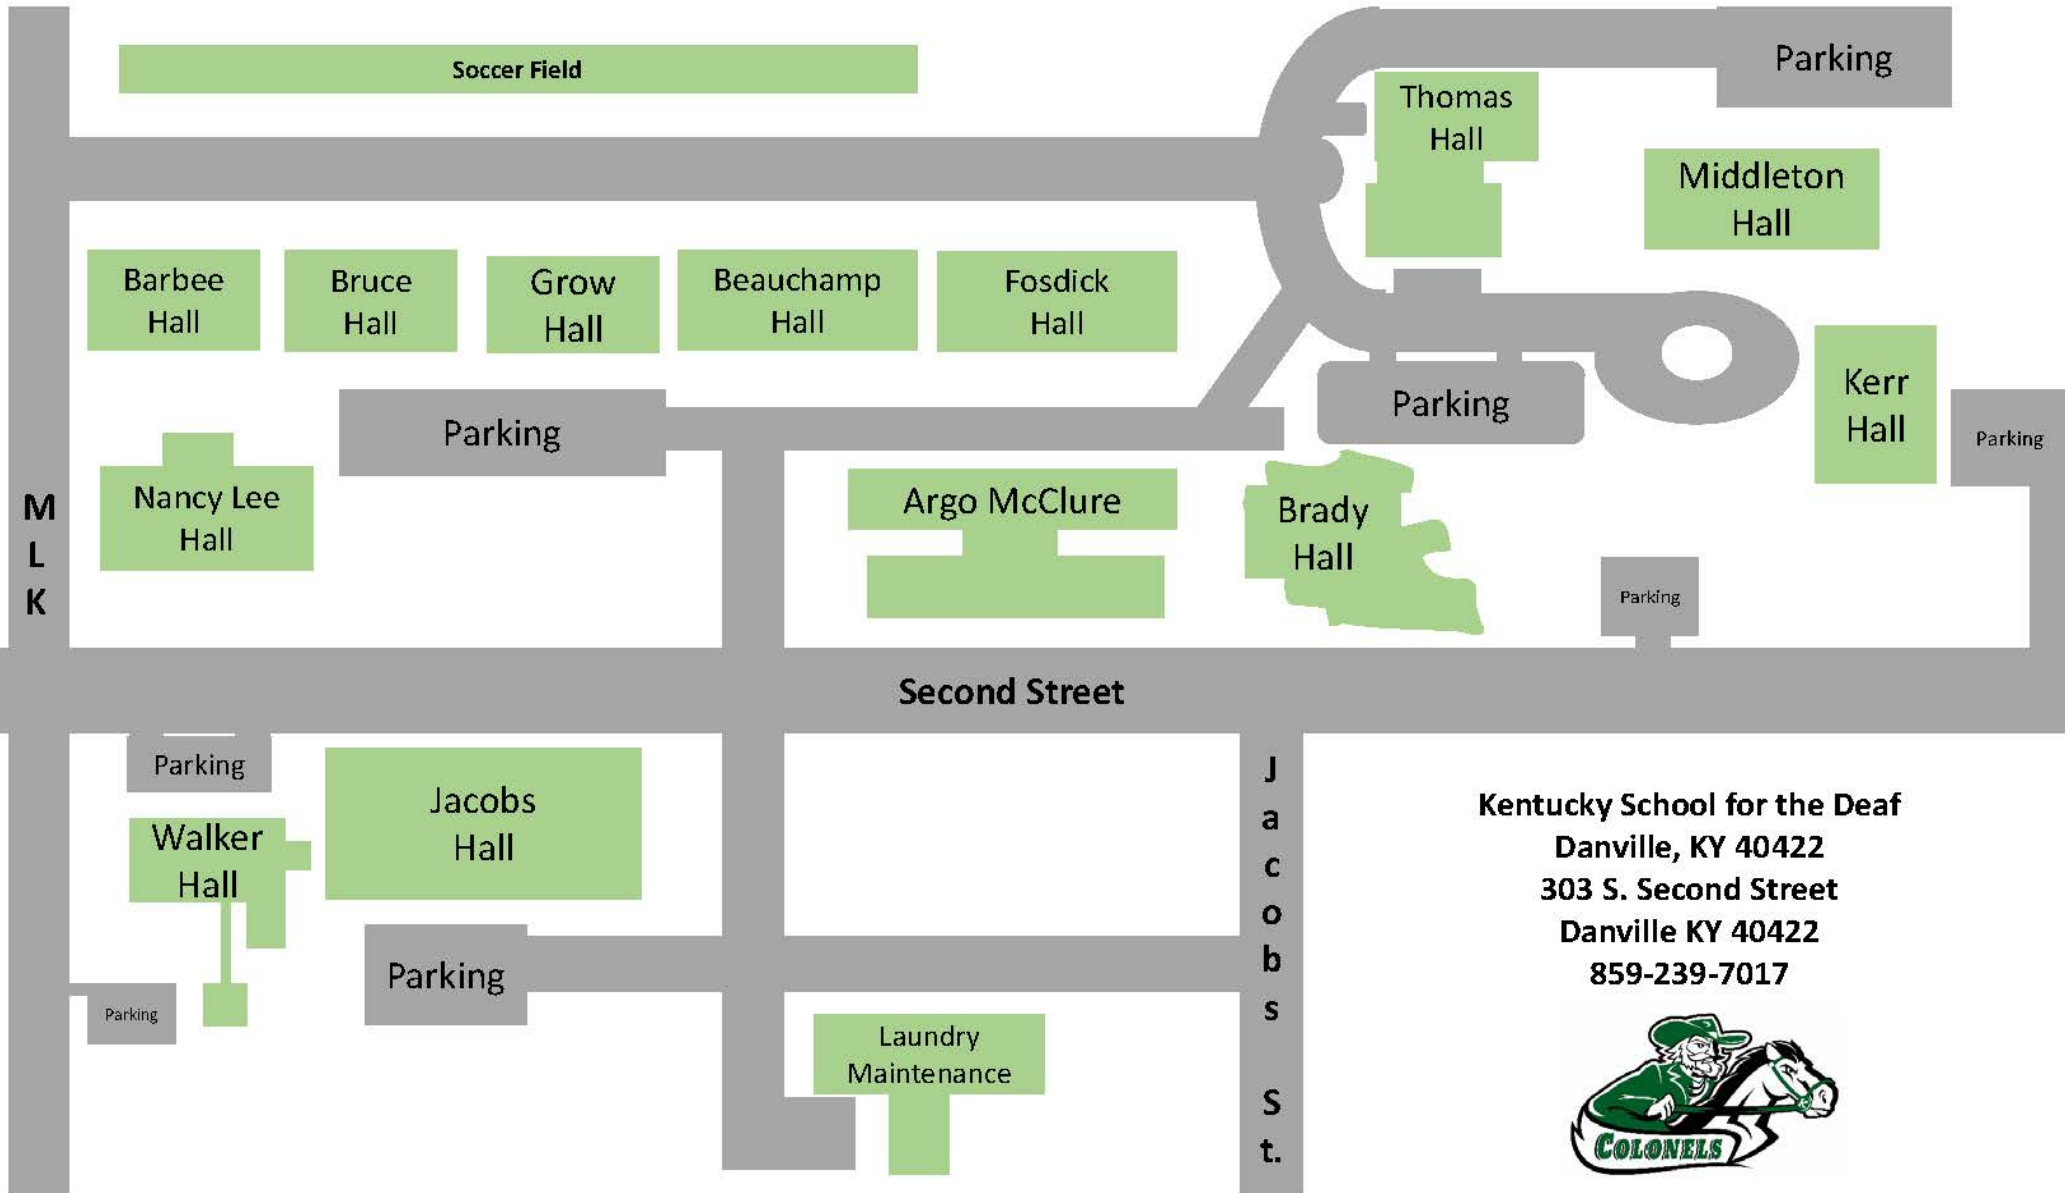 Soccer Field
Parking
Thomas
Hall
Middleton
Hall
Barbee
Hall
Bruce
Hall
Grow
Hall
Beauchamp
Hall
Fosdick
Hall
Kerr
Hall
Parking
Parking
Parking
Nancy Lee
Hall
Argo McClure
Brady
Hall
M
L
K
Parking
Second Street
Parking
Jacobs
Hall
Walker
Hall
Parking
Parking
Laundry
Maintenance
J
a
c
o
b
s
S
t.
Kentucky School for the Deaf
Danville, KY 40422
303 S. Second Street
Danville KY 40422
859-239-7017
COLONELS